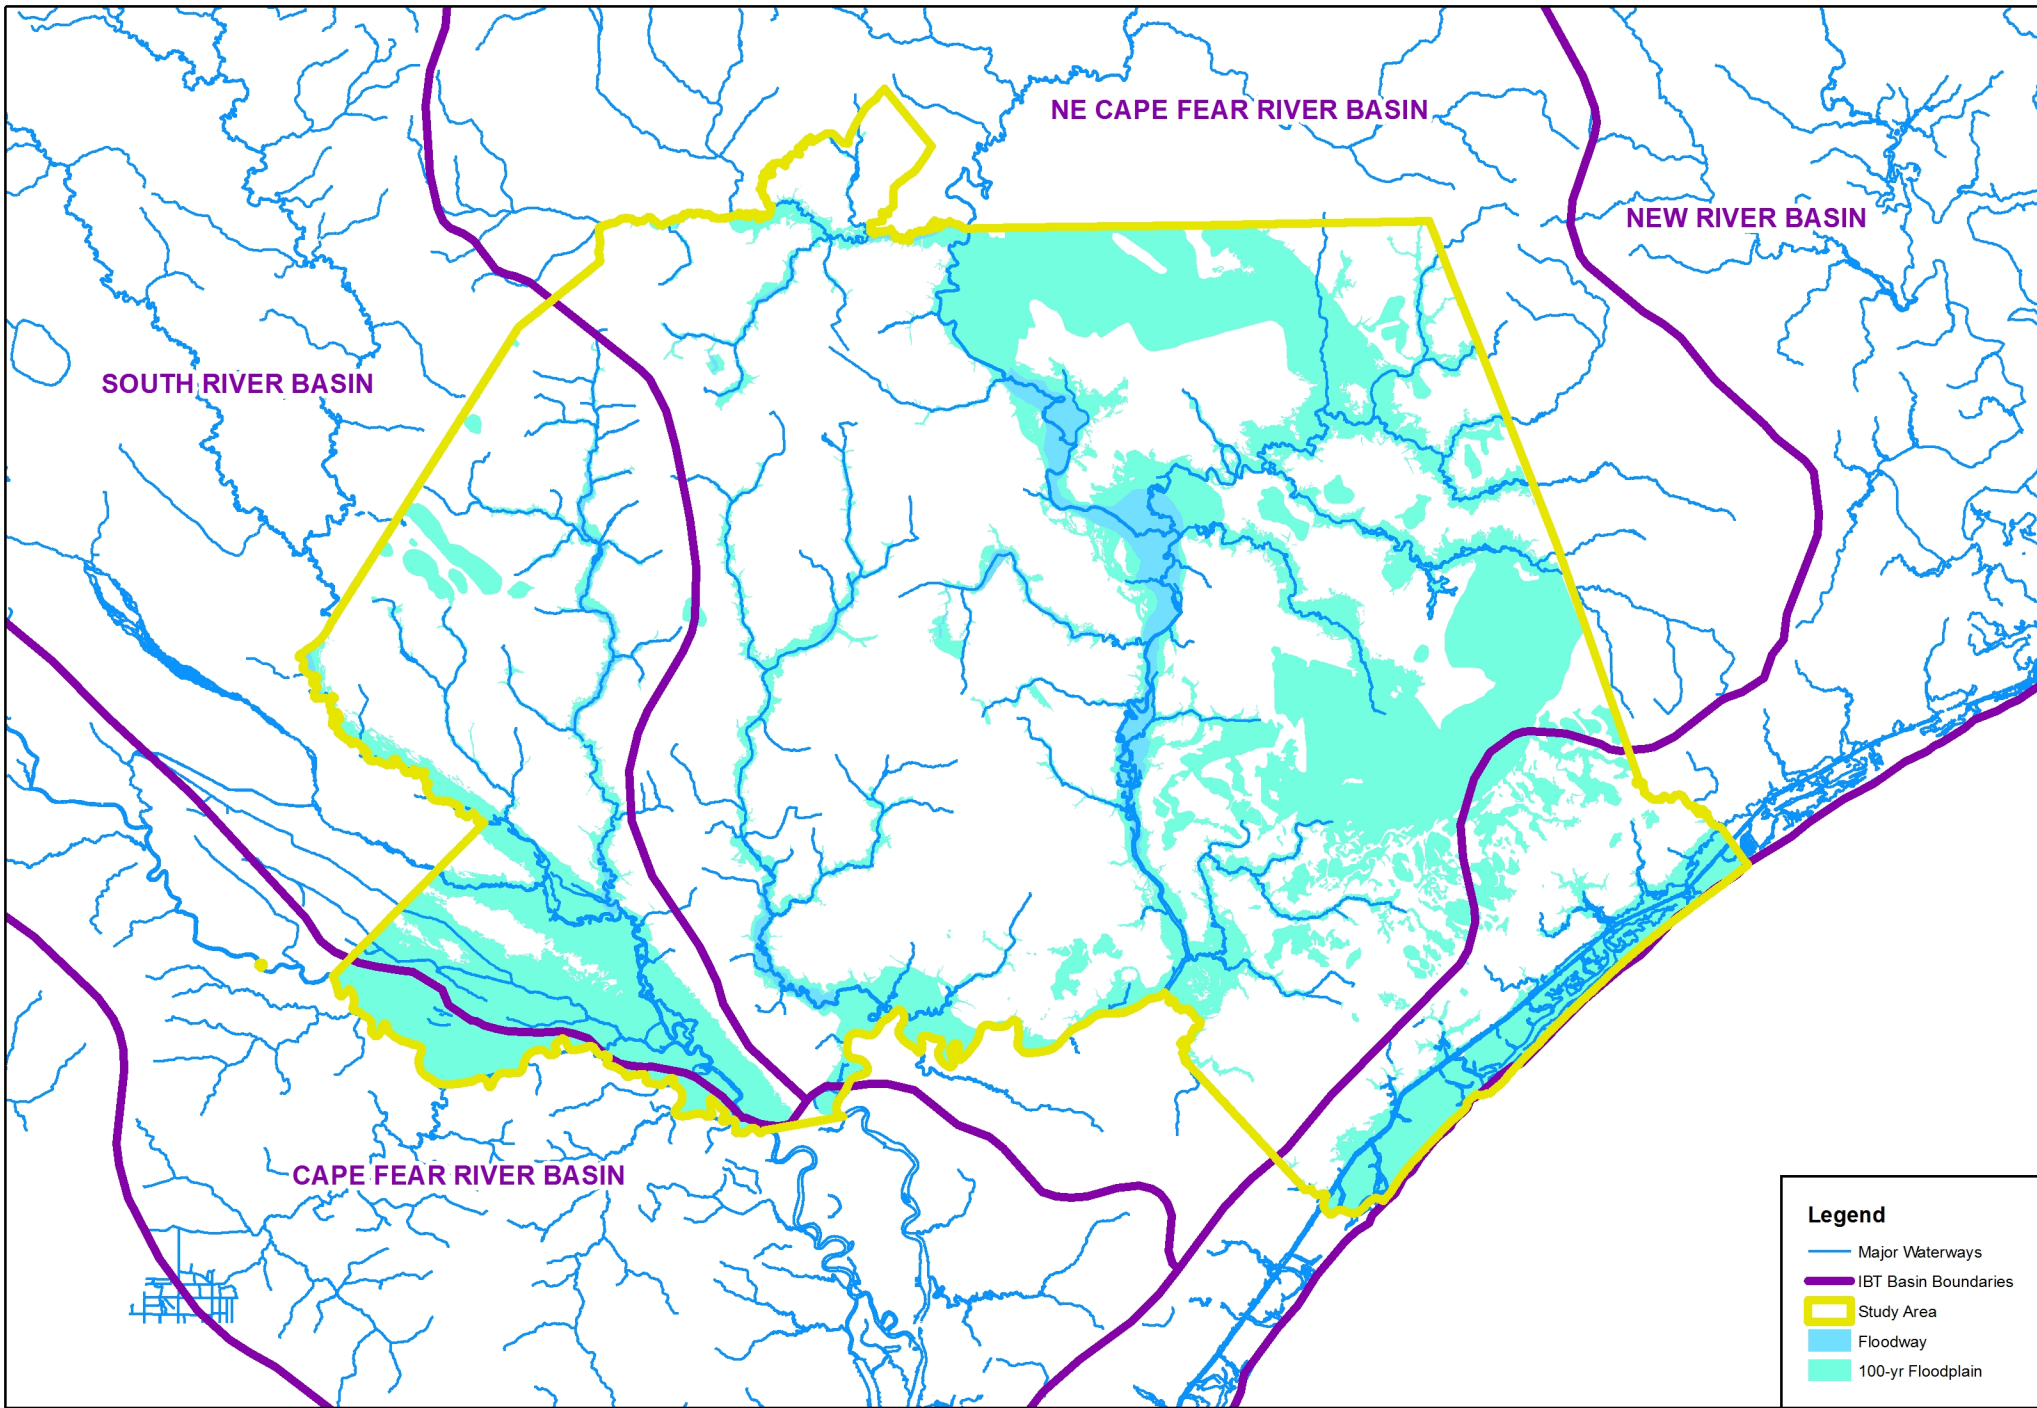 NE CAPE FEAR RIVER BASIN
NEW RIVER BASIN
SOUTH RIVER BASIN
CAPE FEAR RIVER BASIN
Legend
Major Waterways
IBT Basin Boundaries
Study Area
Floodway
100-yr Floodplain